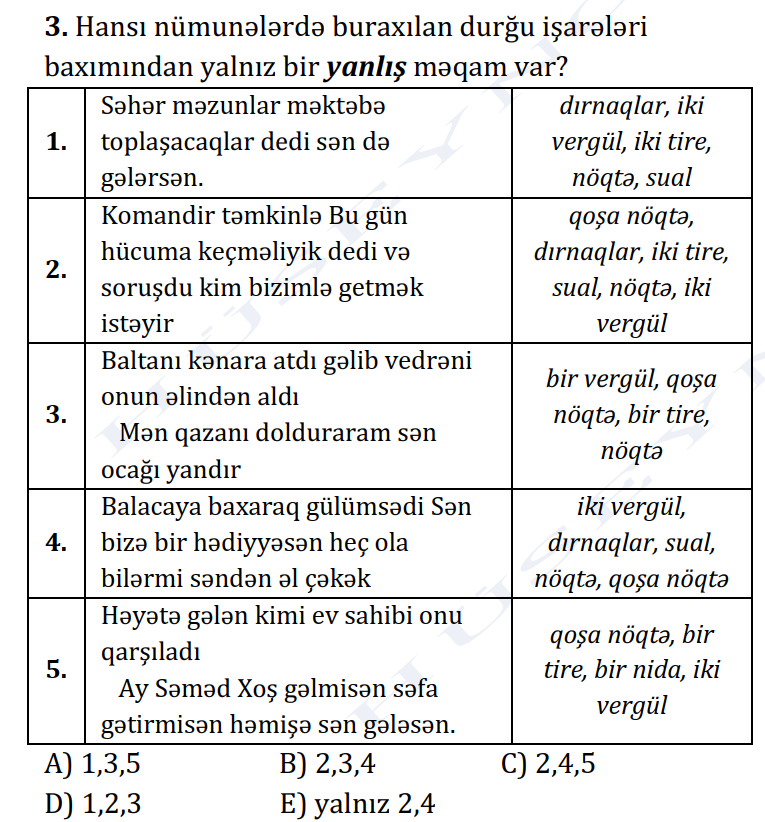 3. Hansı nümunələrdə buraxılan durğu işarələri
baxımından yalnız bir yanlış məqam var?
1.
Səhər məzunlar məktəbə
toplaşacaqlar dedi sən də
gələrsən.
dırnaqlar, iki
vergül, iki tire,
nöqtə, sual
2.
Komandir təmkinlə Bu gün
hücuma keçməliyik dedi və
soruşdu kim bizimlə getmək
istəyir
qoşa nöqtə,
dırnaqlar, iki tire,
sual, nöqtə, iki
vergül
3.
Baltanı kənara atdı gəlib vedrəni
onun əlindən aldı
Mən qazanı dolduraram sən
ocağı yandır
bir vergül, qoşa
nöqtə, bir tire,
nöqtə
4.
Balacaya baxaraq gülümsədi Sən
bizə bir hədiyyəsən heç ola
bilərmi səndən əl çəkək
iki vergül,
dırnaqlar, sual,
nöqtə, qoşa nöqtə
5.
Həyətə gələn kimi ev sahibi onu
qarşıladı
Ay Səməd Xoş gəlmisən səfa
gətirmisən həmişə sən gələsən.
qoşa nöqtə, bir
tire, bir nida, iki
vergül
A) 1,3,5 B) 2,3,4 C) 2,4,5
D) 1,2,3 E) yalnız 2,4